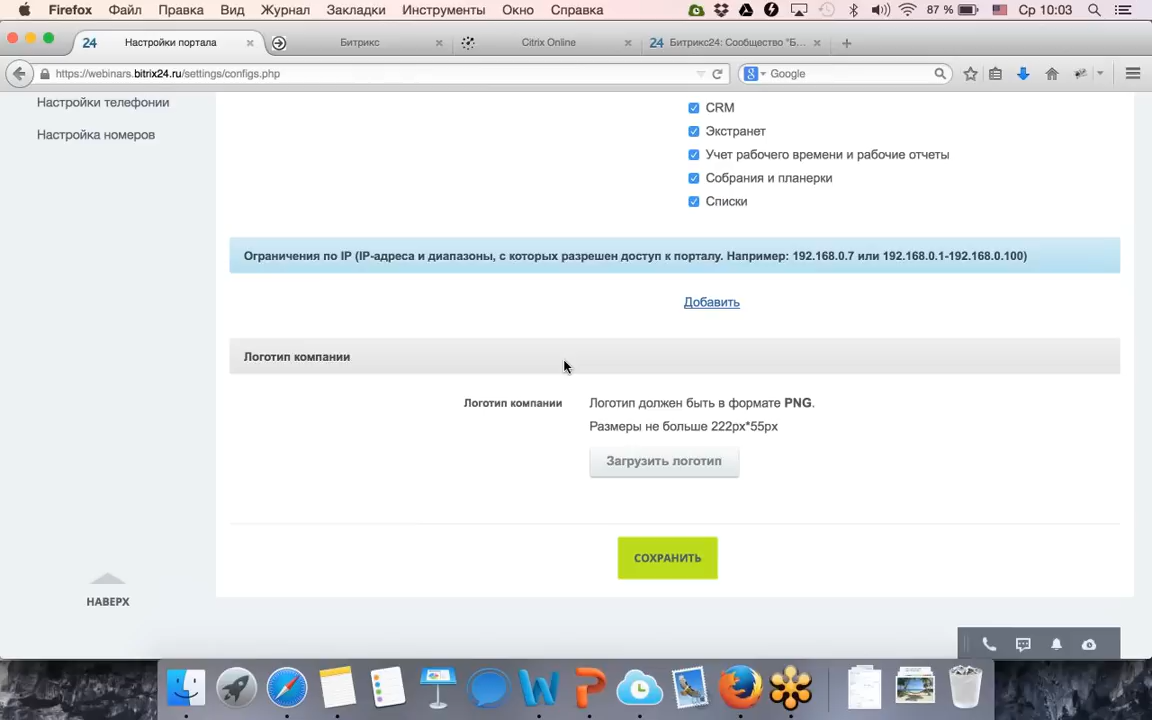 Firefox Файл Правка Вид Журнал Закладки Инструменты Окно Справка 87 % Ср 10:03
24 Настройки портала Битрикс Citrix Online 24 Битрикс24: Сообщество "Б...
https://webinars.bitrix24.ru/settings/configs.php Google
Настройки телефонии
Настройка номеров
CRM
Экстранет
Учет рабочего времени и рабочие отчеты
Собрания и планерки
Списки
Ограничения по IP (IP-адреса и диапазоны, с которых разрешен доступ к порталу. Например: 192.168.0.7 или 192.168.0.1-192.168.0.100)
Добавить
Логотип компании
Логотип компании Логотип должен быть в формате PNG.
Размеры не больше 222px*55px
Загрузить логотип
СОХРАНИТЬ
НАВЕРХ